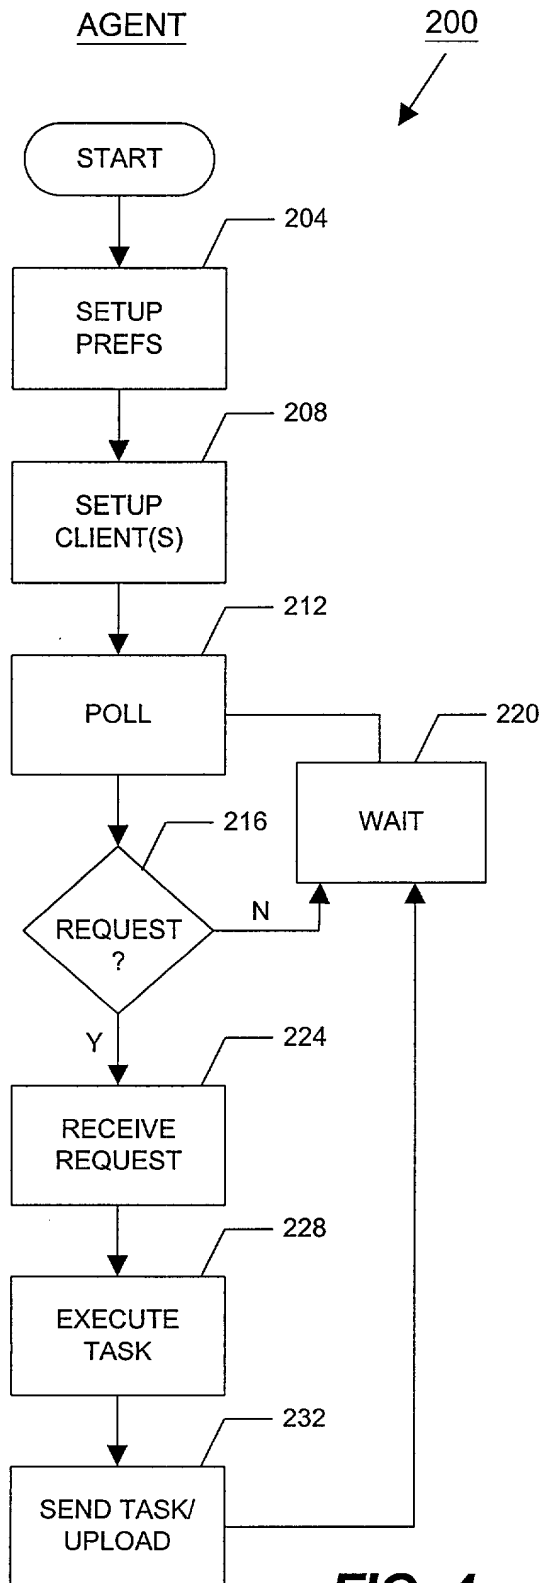 AGENT
200
START
204
SETUP
PREFS
208
SETUP
CLIENT(S)
212
POLL
220
WAIT
216
REQUEST
?
N
Y
224
RECEIVE
REQUEST
228
EXECUTE
TASK
232
SEND TASK/
UPLOAD